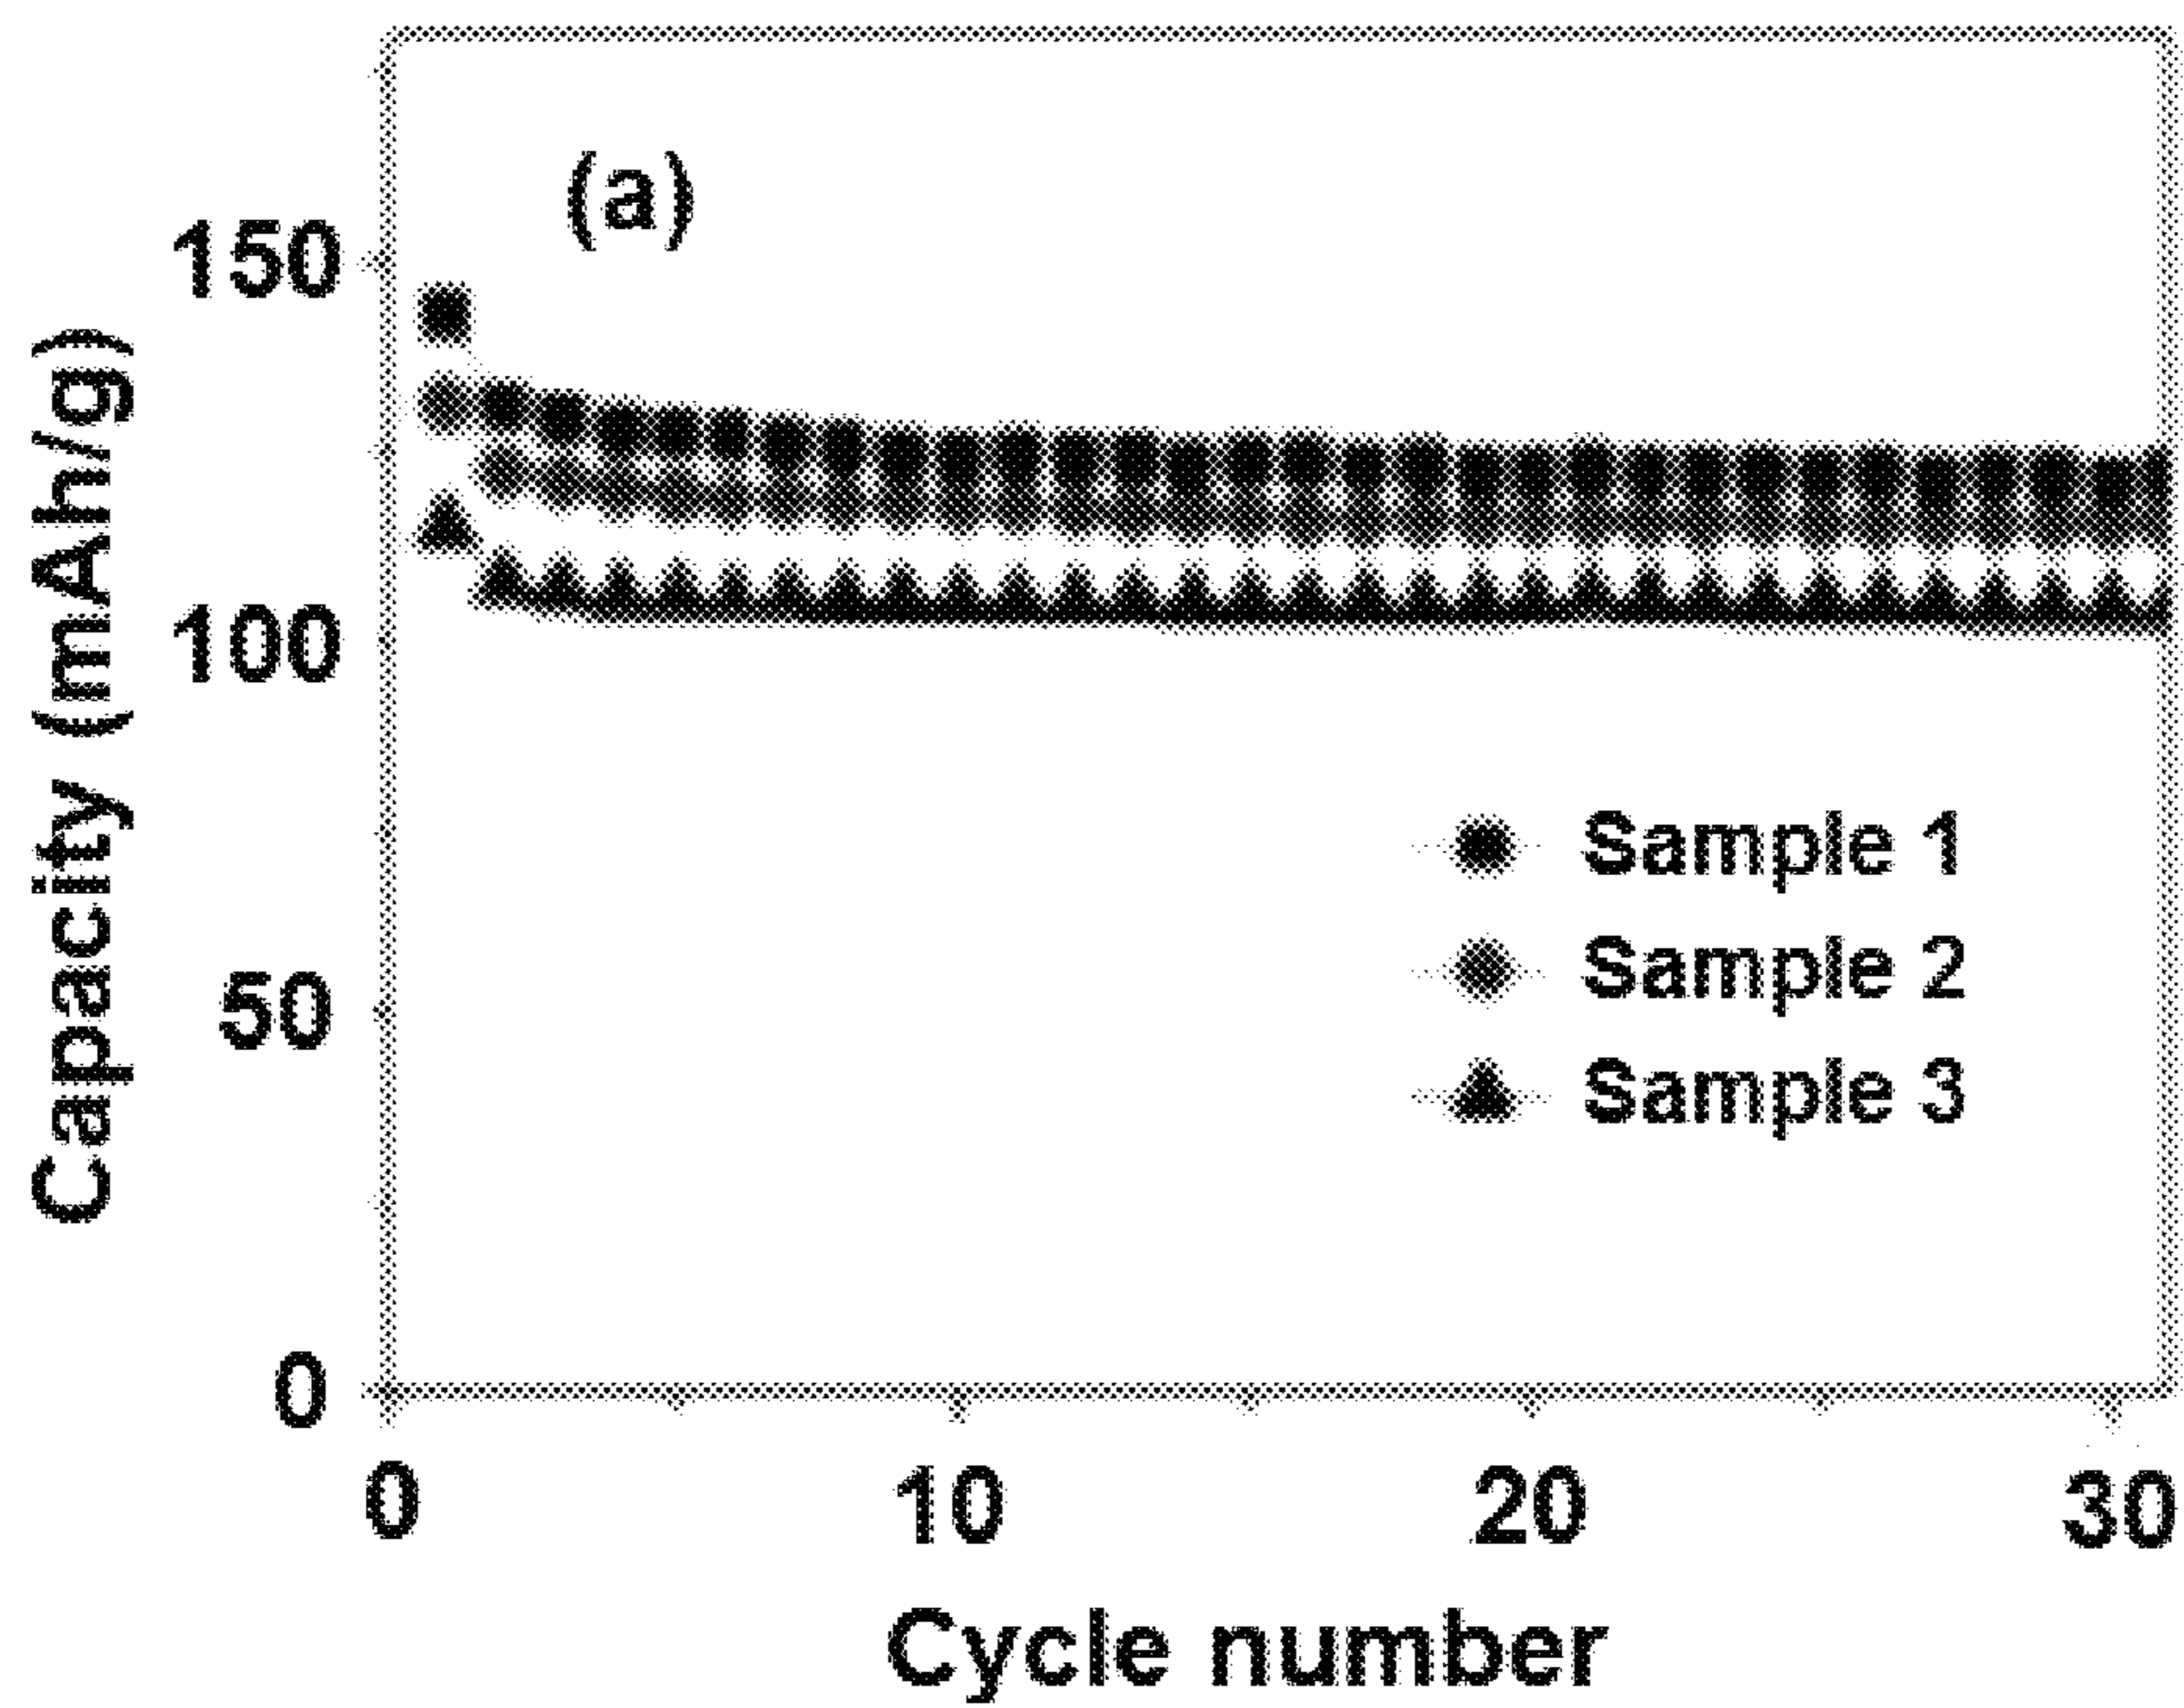 (a)
150
100
50
0
Capacity (mAh/g)
Sample 1
Sample 2
Sample 3
0 10 20 30
Cycle number